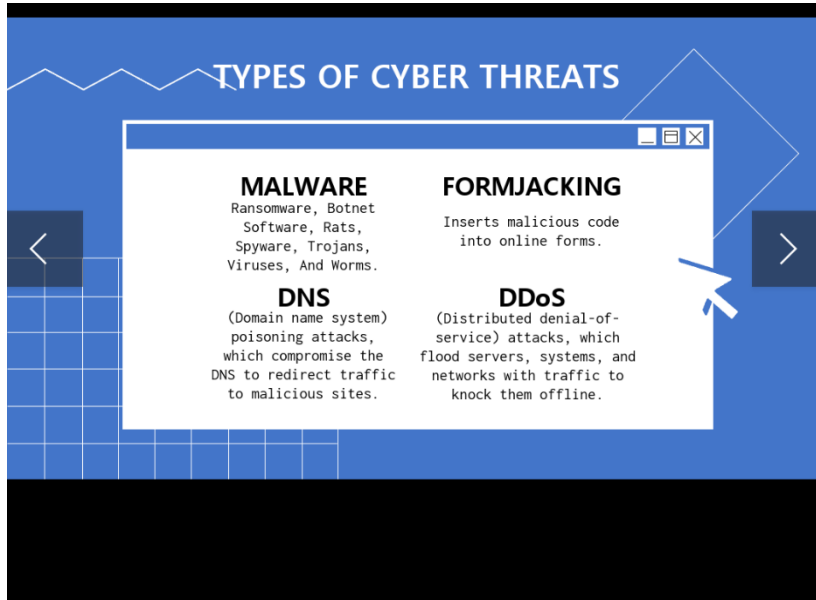 TYPES OF CYBER THREATS
MALWARE
Ransomware, Botnet
Software, Rats,
Spyware, Trojans,
Viruses, And Worms.
FORMJACKING
Inserts malicious code
into online forms.
DNS
(Domain name system)
poisoning attacks,
which compromise the
DNS to redirect traffic
to malicious sites.
DDoS
(Distributed denial-of-
service) attacks, which
flood servers, systems, and
networks with traffic to
knock them offline.